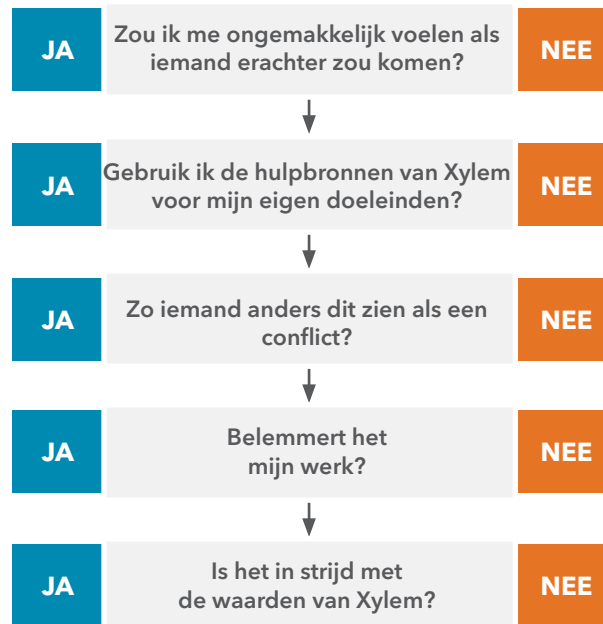 JA
Zou ik me ongemakkelijk voelen als
iemand erachter zou komen?
NEE
JA
Gebruik ik de hulpbronnen van Xylem
voor mijn eigen doeleinden?
NEE
JA
Zo iemand anders dit zien als een
conflict?
NEE
JA
Belemmert het
mijn werk?
NEE
JA
Is het in strijd met
de waarden van Xylem?
NEE